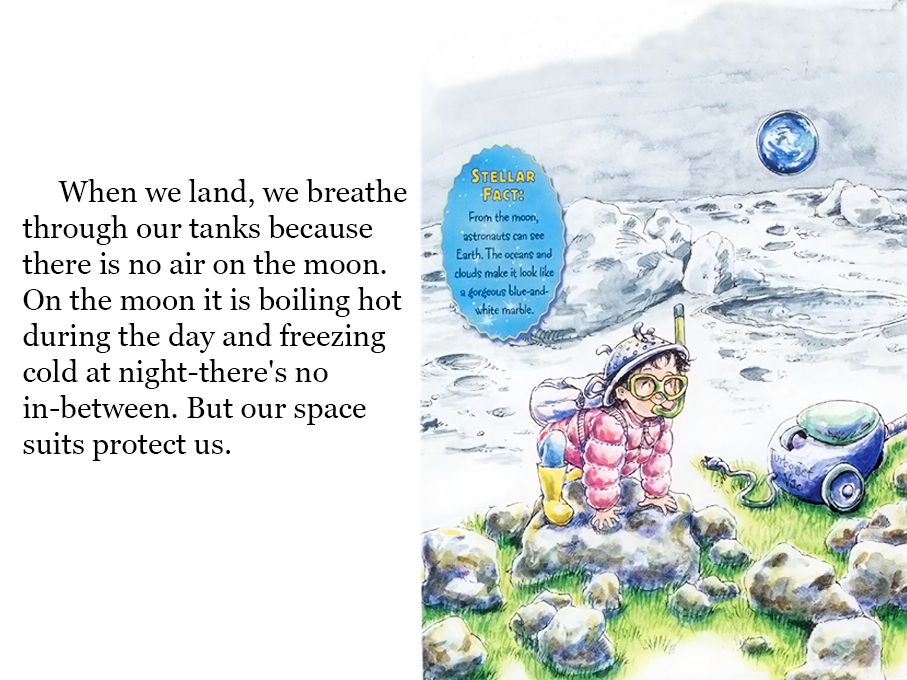 When we land, we breathe
through our tanks because
there is no air on the moon.
On the moon it is boiling hot
during the day and freezing
cold at night-there's no
in-between. But our space
suits protect us.
STELLAR
FACT:
From the moon,
astronauts can see
Earth. The oceans and
clouds make it look like
a gorgeous blue-and-
white marble.